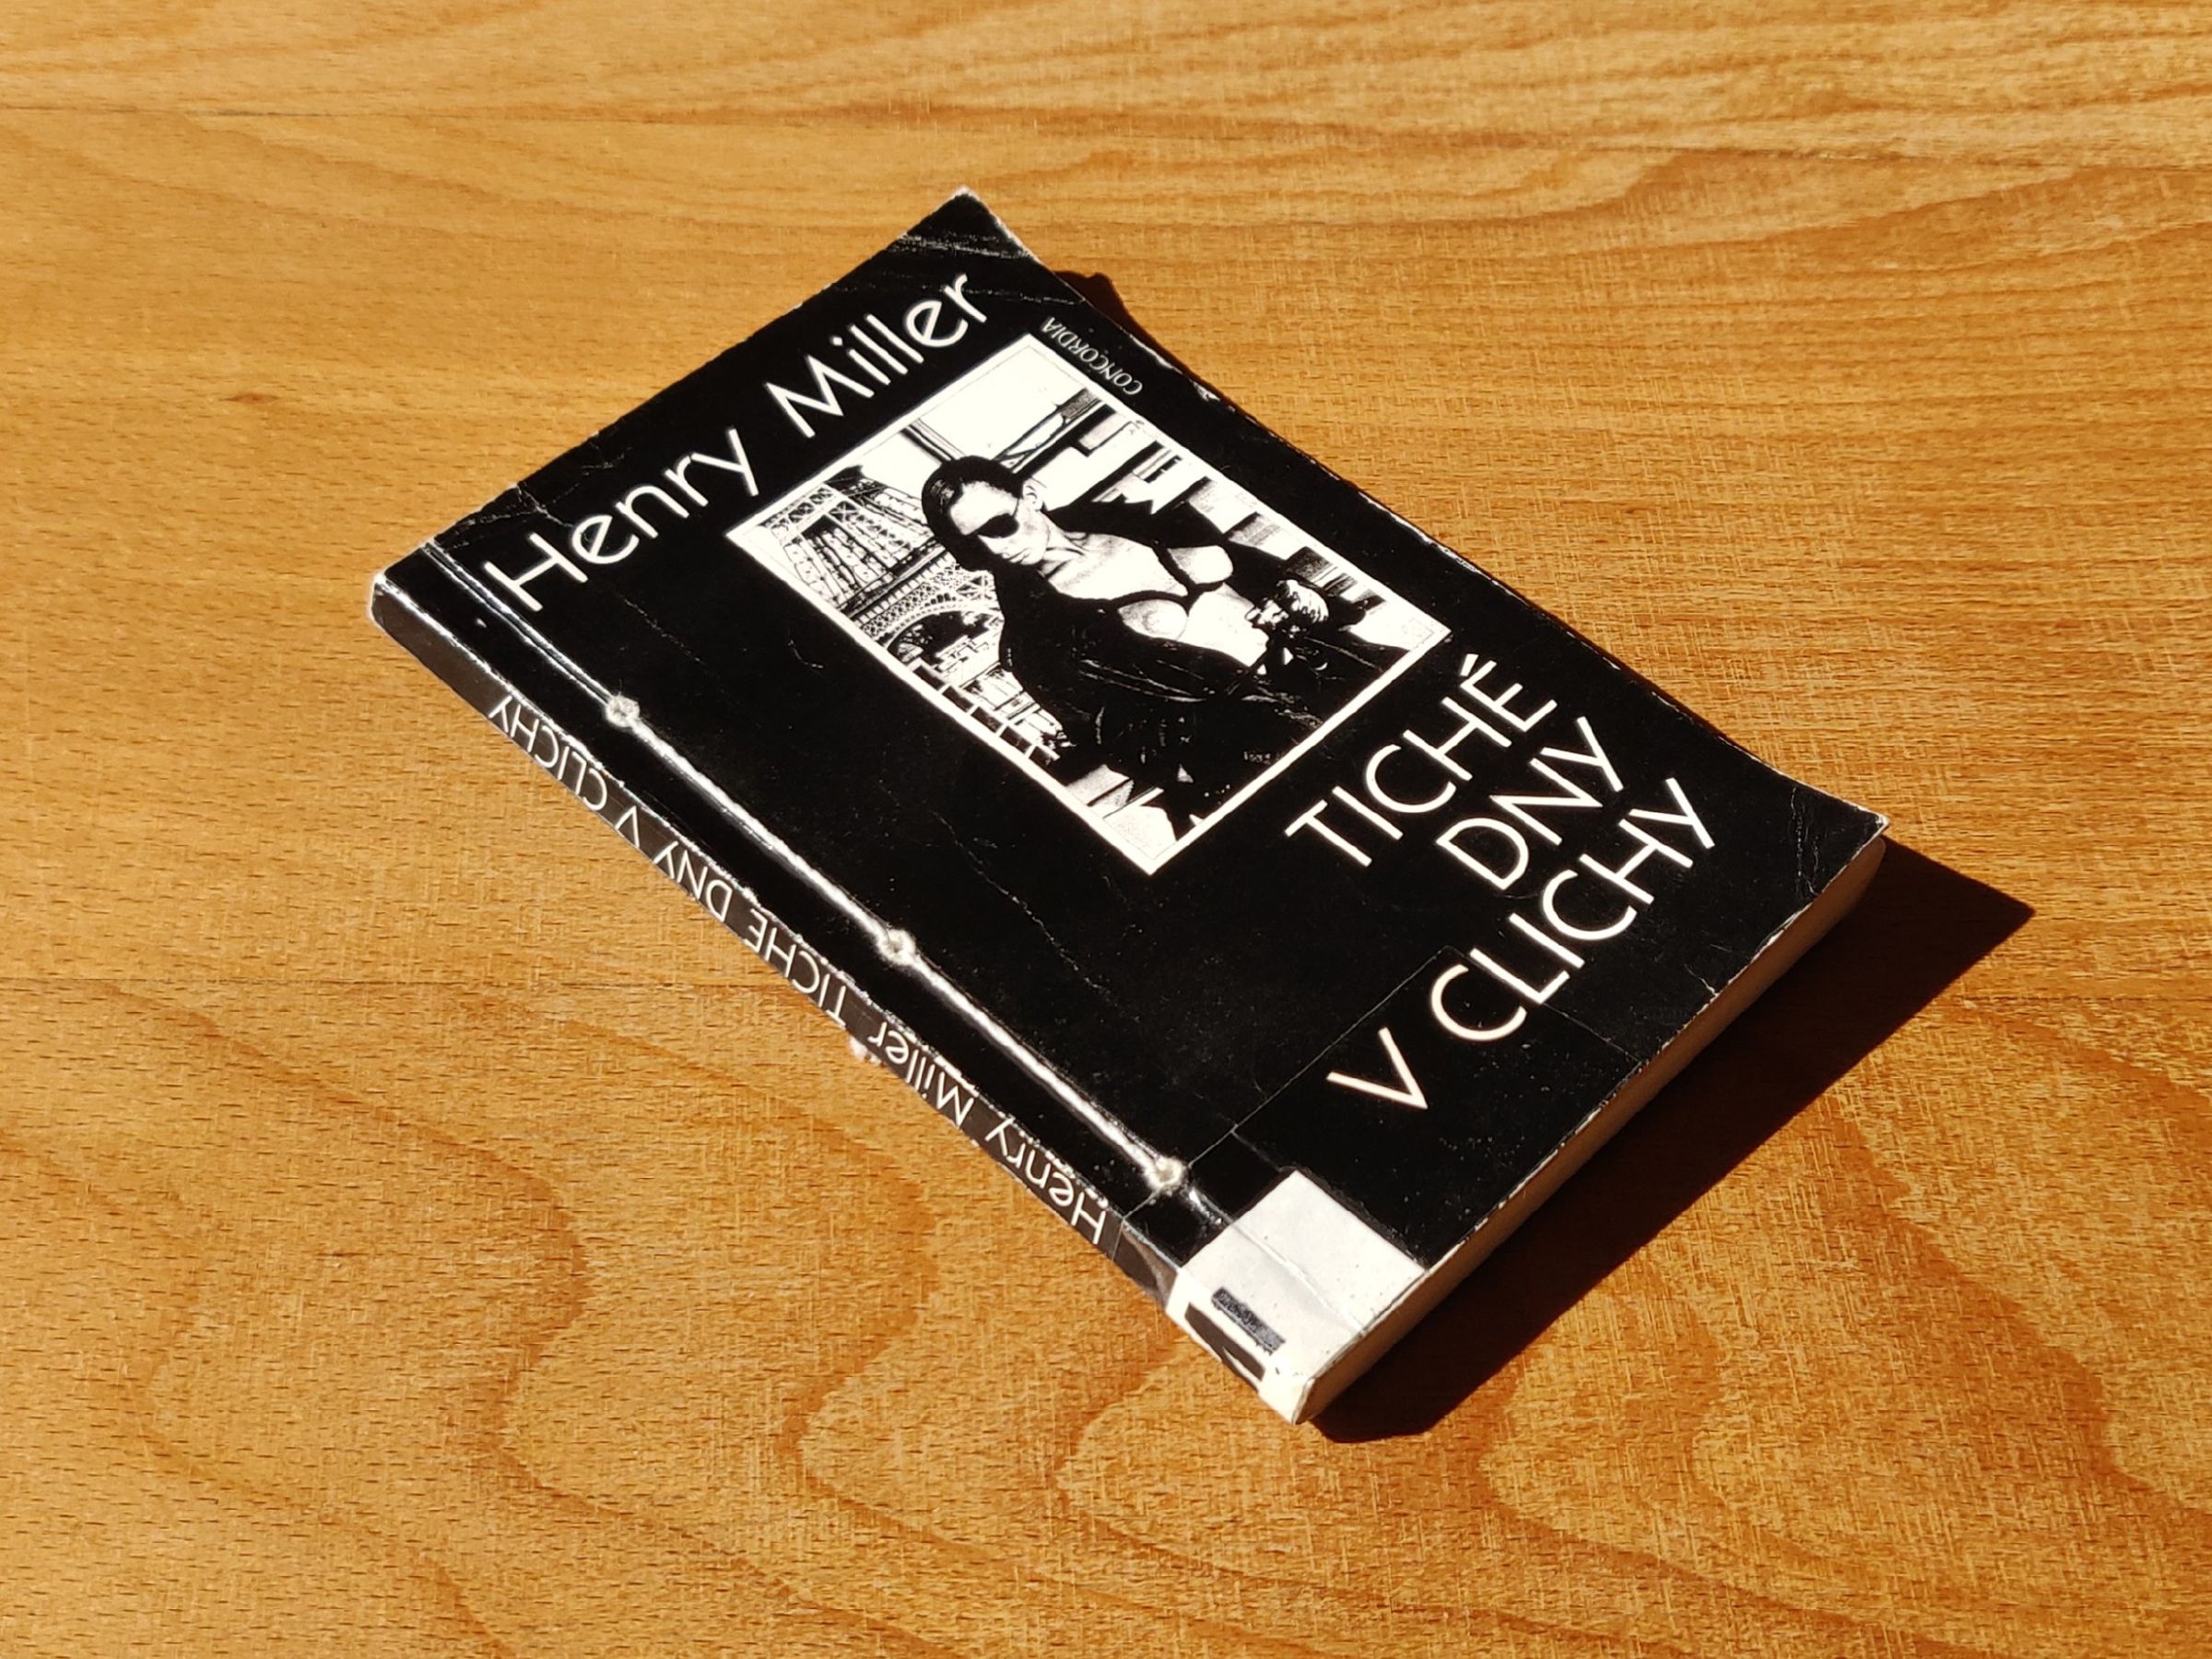 Henry Miller
CONCORDIA
TICHÉ
DNY
V CLICHY
Henry Miller TICHÉ DNY V CLICHY